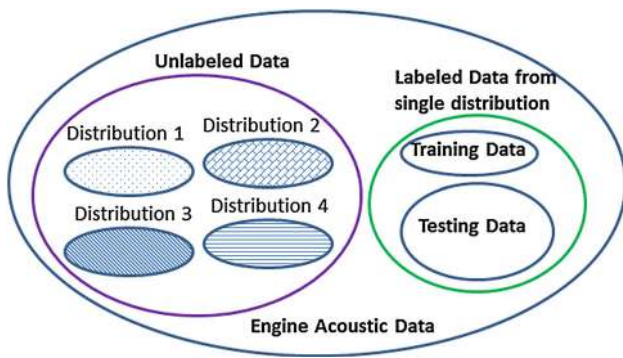 Unlabeled Data
Labeled Data from
single distribution
Distribution 1
Distribution 2
Training Data
Distribution 3
Distribution 4
Testing Data
Engine Acoustic Data